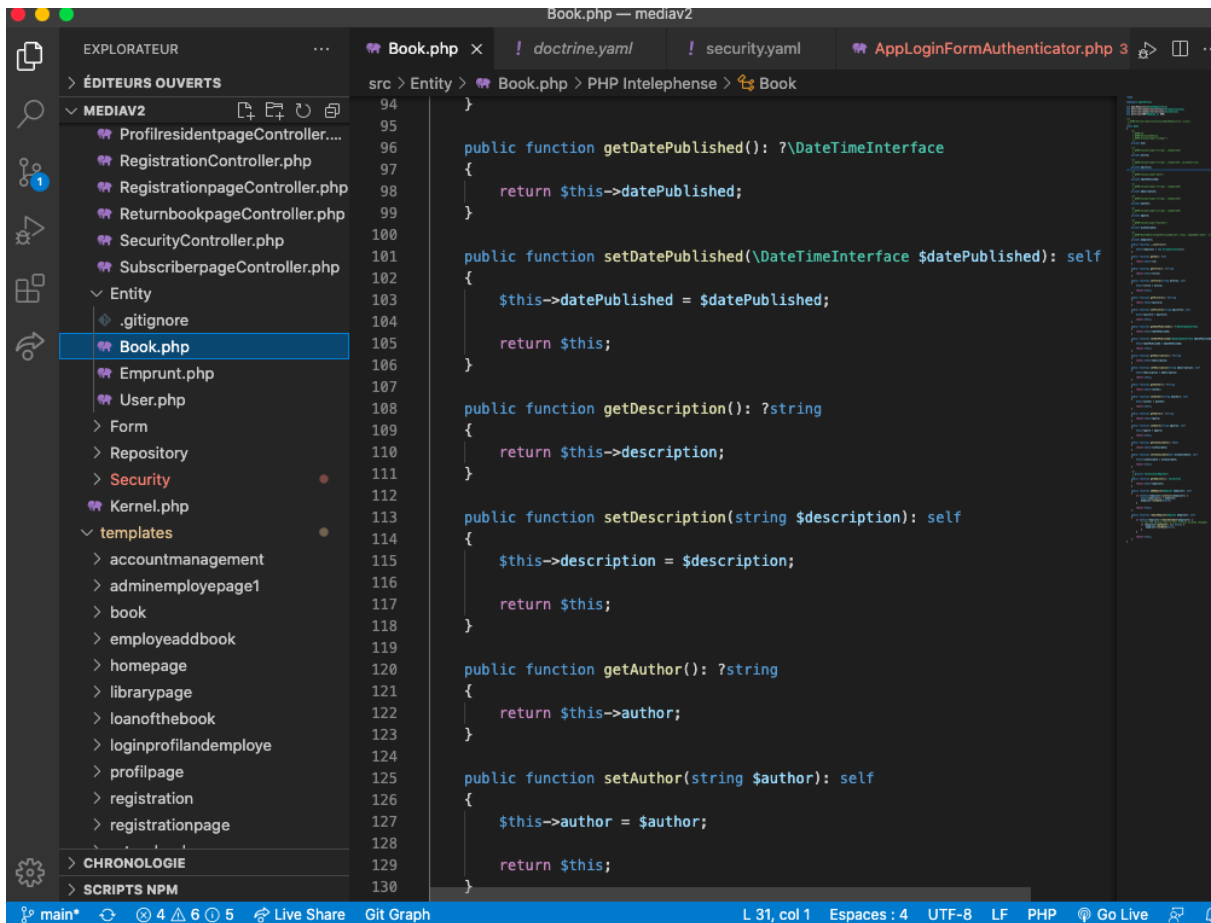 Book.php — mediav2
EXPLORATEUR
ÉDITEURS OUVERTS
MEDIAV2
ProfilresidentpageController....
RegistrationController.php
RegistrationpageController.php
ReturnbookpageController.php
SecurityController.php
SubscriberpageController.php
Entity
.gitignore
Book.php
Emprunt.php
User.php
Form
Repository
Security
Kernel.php
templates
accountmanagement
adminemployepage1
book
employeaddbook
homepage
librarypage
loanofthebook
loginprofilandemploye
profilpage
registration
registrationpage
CHRONOLOGIE
SCRIPTS NPM
1
Book.php × ! doctrine.yaml ! security.yaml AppLoginFormAuthenticator.php 3
src > Entity > Book.php > PHP Intelephense > Book
94 }
95
96 public function getDatePublished(): ?\DateTimeInterface
97 {
98 return $this->datePublished;
99 }
100
101 public function setDatePublished(\DateTimeInterface $datePublished): self
102 {
103 $this->datePublished = $datePublished;
104
105 return $this;
106 }
107
108 public function getDescription(): ?string
109 {
110 return $this->description;
111 }
112
113 public function setDescription(string $description): self
114 {
115 $this->description = $description;
116
117 return $this;
118 }
119
120 public function getAuthor(): ?string
121 {
122 return $this->author;
123 }
124
125 public function setAuthor(string $author): self
126 {
127 $this->author = $author;
128
129 return $this;
130 }
main* 4 6 5 Live Share Git Graph L 31, col 1 Espaces : 4 UTF-8 LF PHP Go Live